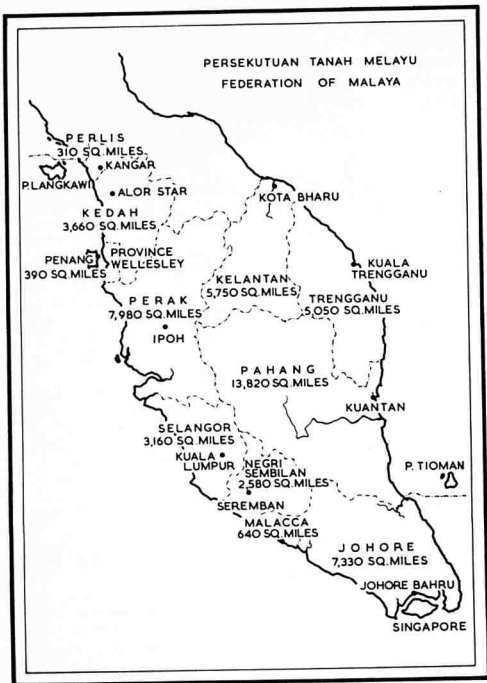 PERSEKUTUAN TANAH MELAYU
FEDERATION OF MALAYA
PERLIS
310 SQ.MILES
KANGAR
P.LANGKAWI
ALOR STAR
KOTA BHARU
KEDAH
3,660 SQ.MILES
PENANG
390 SQ.MILES
PROVINCE
WELLESLEY
KUALA
TRENGGANU
KELANTAN
5,750 SQ.MILES
TRENGGANU
5,050 SQ.MILES
PERAK
7,980 SQ.MILES
IPOH
PAHANG
13,820 SQ.MILES
KUANTAN
SELANGOR
3,160 SQ.MILES
KUALA
LUMPUR
NEGRI
SEMBILAN
2,580 SQ.MILES
P. TIOMAN
SEREMBAN
MALACCA
640 SQ.MILES
JOHORE
7,330 SQ.MILES
JOHORE BAHRU
SINGAPORE